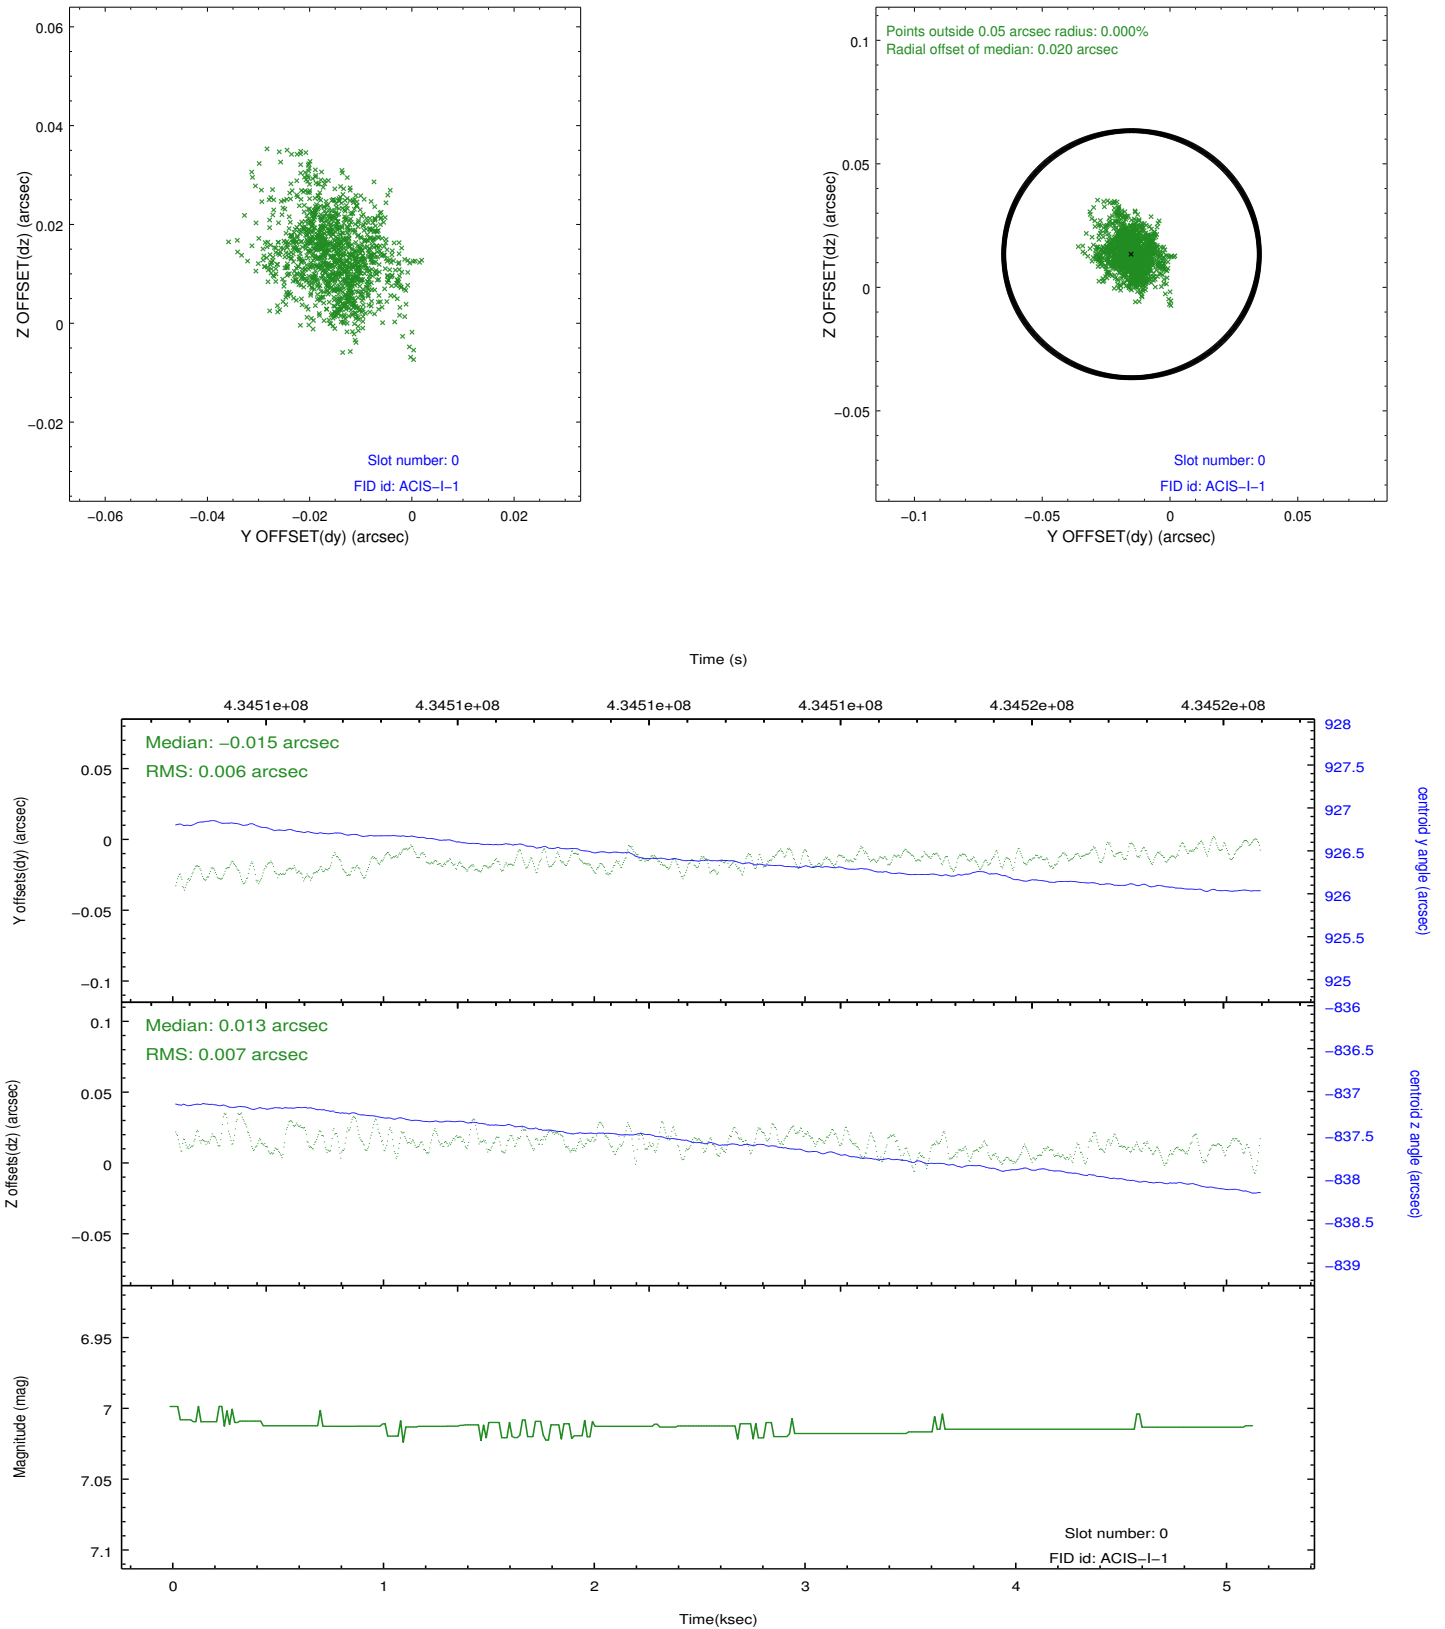 0.06
0.04
0.02
0
−0.02
Z OFFSET(dz) (arcsec)
Slot number: 0
FID id: ACIS−I−1
−0.06
−0.04
−0.02
0
0.02
Y OFFSET(dy) (arcsec)
Points outside 0.05 arcsec radius: 0.000%
Radial offset of median: 0.020 arcsec
0.1
0.05
0
−0.05
Z OFFSET(dz) (arcsec)
Slot number: 0
FID id: ACIS−I−1
−0.1
−0.05
0
0.05
Y OFFSET(dy) (arcsec)
Time (s)
4.3451e+08
4.3451e+08
4.3451e+08
4.3451e+08
4.3452e+08
4.3452e+08
Median: −0.015 arcsec
RMS: 0.006 arcsec
0.05
0
−0.05
−0.1
Y offsets(dy) (arcsec)
928
927.5
927
926.5
926
925.5
925
centroid y angle (arcsec)
Median: 0.013 arcsec
RMS: 0.007 arcsec
0.1
0.05
0
−0.05
Z offsets(dz) (arcsec)
−836
−836.5
−837
−837.5
−838
−838.5
−839
centroid z angle (arcsec)
6.95
7
7.05
7.1
Magnitude (mag)
Slot number: 0
FID id: ACIS−I−1
0
1
2
3
4
5
Time(ksec)